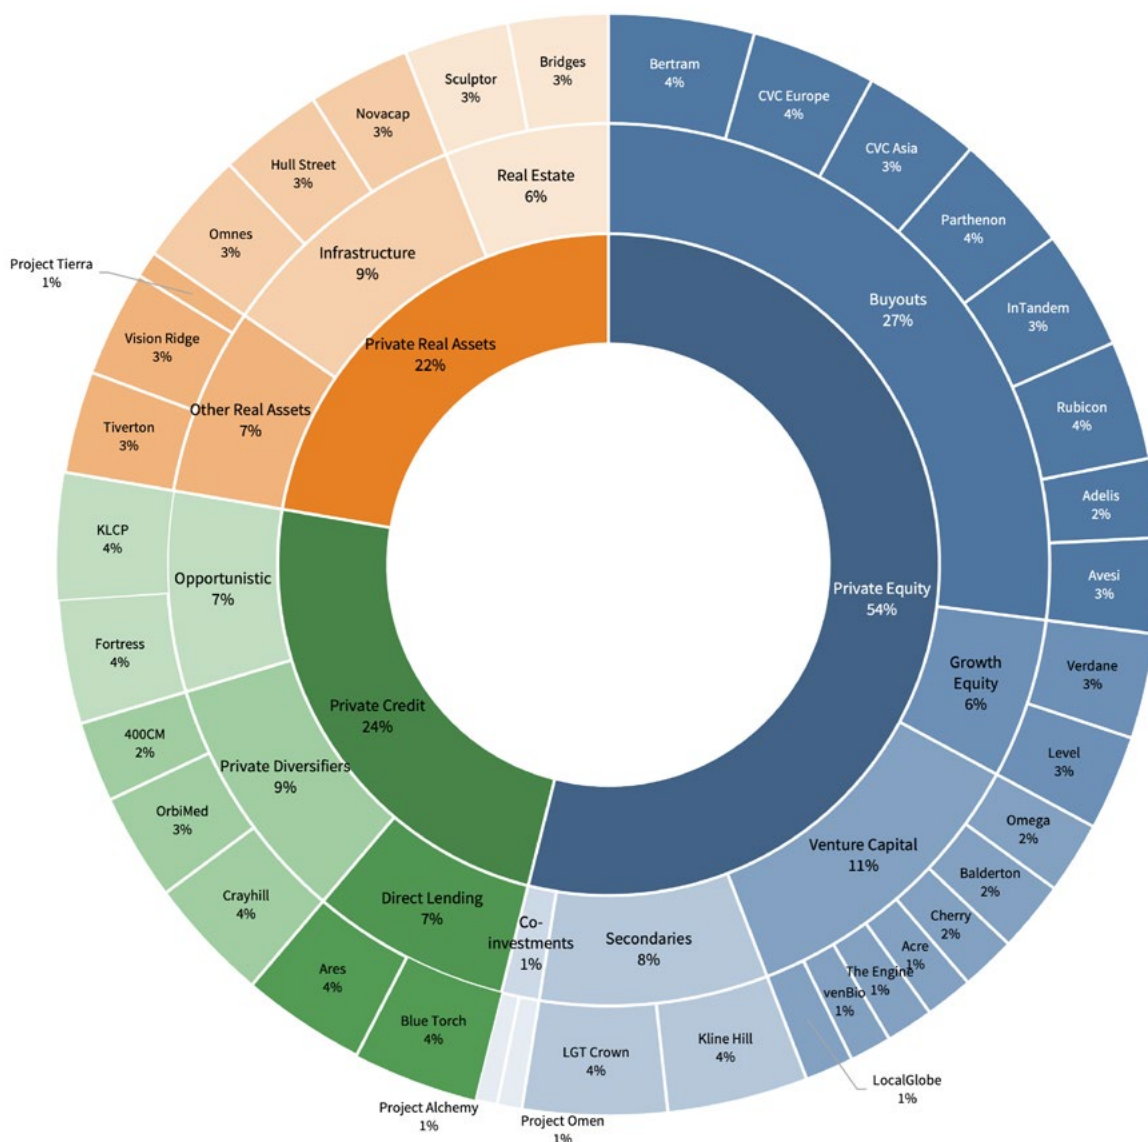 Bertram
4%
CVC Europe
4%
CVC Asia
3%
Parthenon
4%
InTandem
3%
Rubicon
4%
Adelis
2%
Avesi
3%
Verdane
3%
Level
3%
Omega
2%
Balderton
2%
Cherry
2%
Acre
1%
The Engine
1%
venBio
1%
LocalGlobe
1%
Kline Hill
4%
LGT Crown
4%
Project Omen
1%
Project Alchemy
1%
Blue Torch
4%
Ares
4%
Crayhill
4%
OrbiMed
3%
400CM
2%
Fortress
4%
KLCP
4%
Tiverton
3%
Vision Ridge
3%
Project Tierra
1%
Omnes
3%
Hull Street
3%
Novacap
3%
Sculptor
3%
Bridges
3%
Buyouts
27%
Growth
Equity
6%
Venture Capital
11%
Secondaries
8%
Co-
investments
1%
Direct Lending
7%
Private Diversifiers
9%
Opportunistic
7%
Other Real Assets
7%
Infrastructure
9%
Real Estate
6%
Private Equity
54%
Private Credit
24%
Private Real Assets
22%